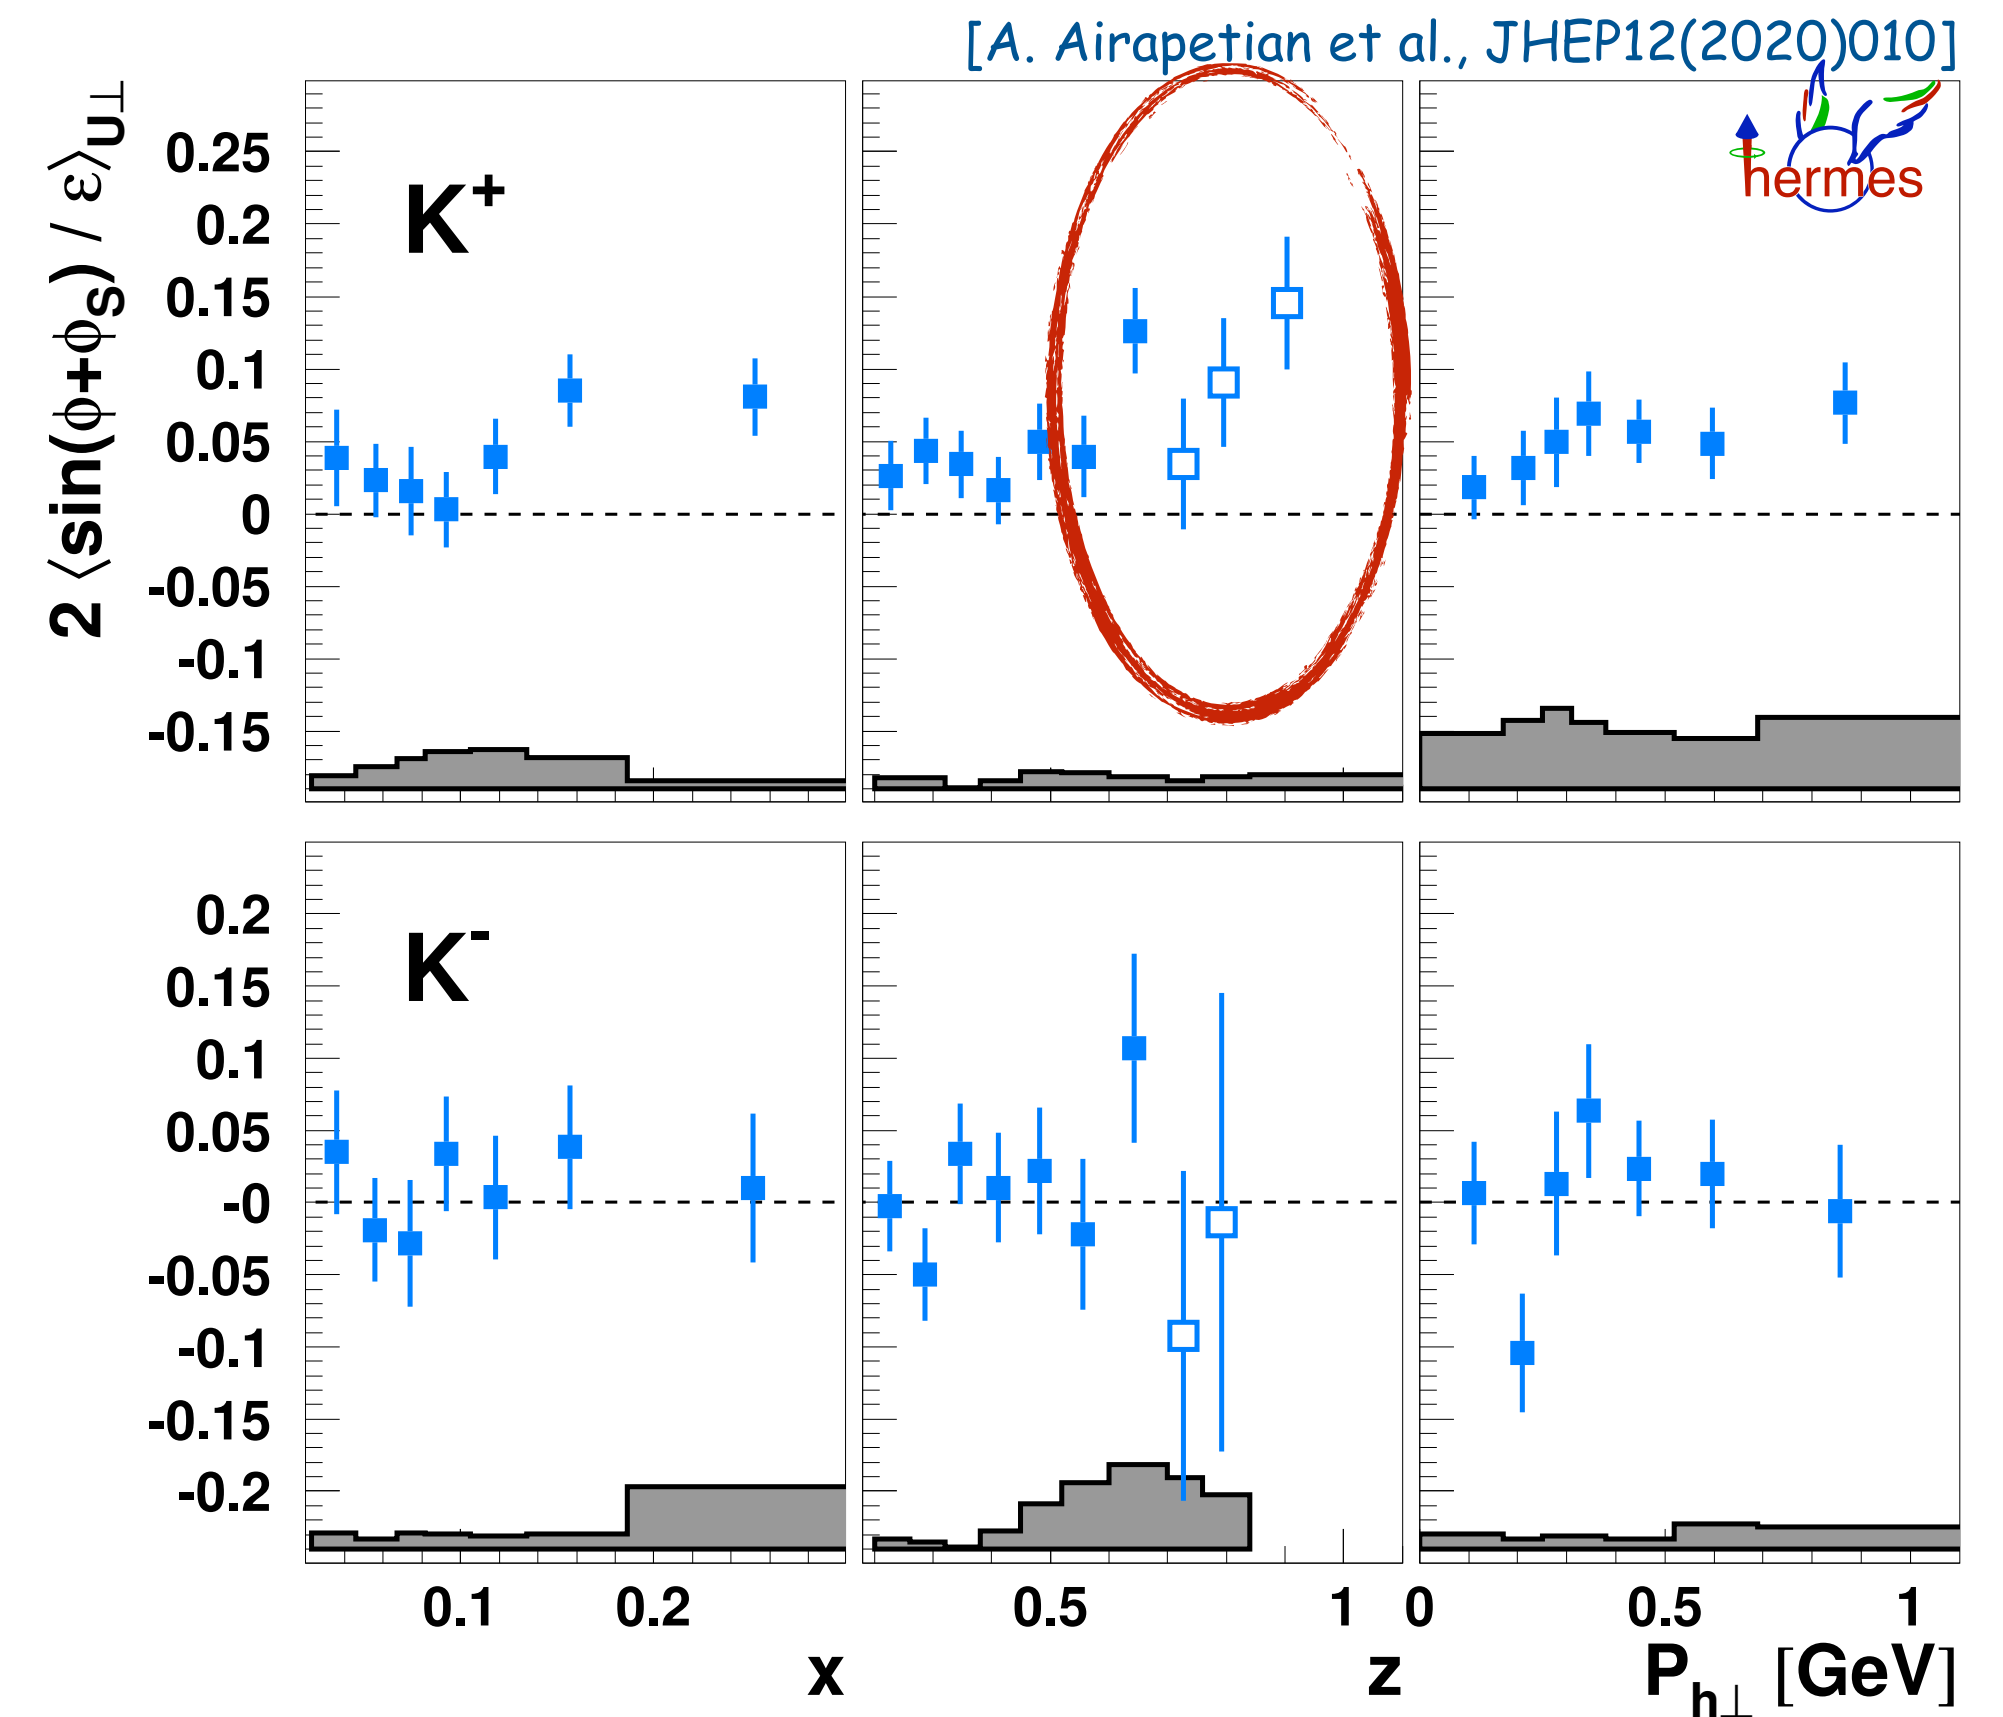 [A. Airapetian et al., JHEP12(2020)010]
hermes
2 ⟨sin(ϕ+ϕS) / ε⟩U⊥
0.25
0.2
0.15
0.1
0.05
0
-0.05
-0.1
-0.15
K+
0.2
0.15
0.1
0.05
-0
-0.05
-0.1
-0.15
-0.2
K-
0.1 0.2 0.5 1 0 0.5 1
x z Ph⊥ [GeV]